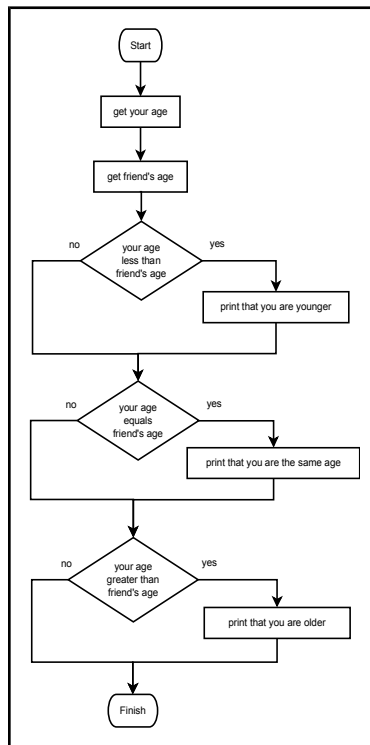 Start
get your age
get friend's age
no
your age
less than
friend's age
yes
print that you are younger
no
your age
equals
friend's age
yes
print that you are the same age
no
your age
greater than
friend's age
yes
print that you are older
Finish